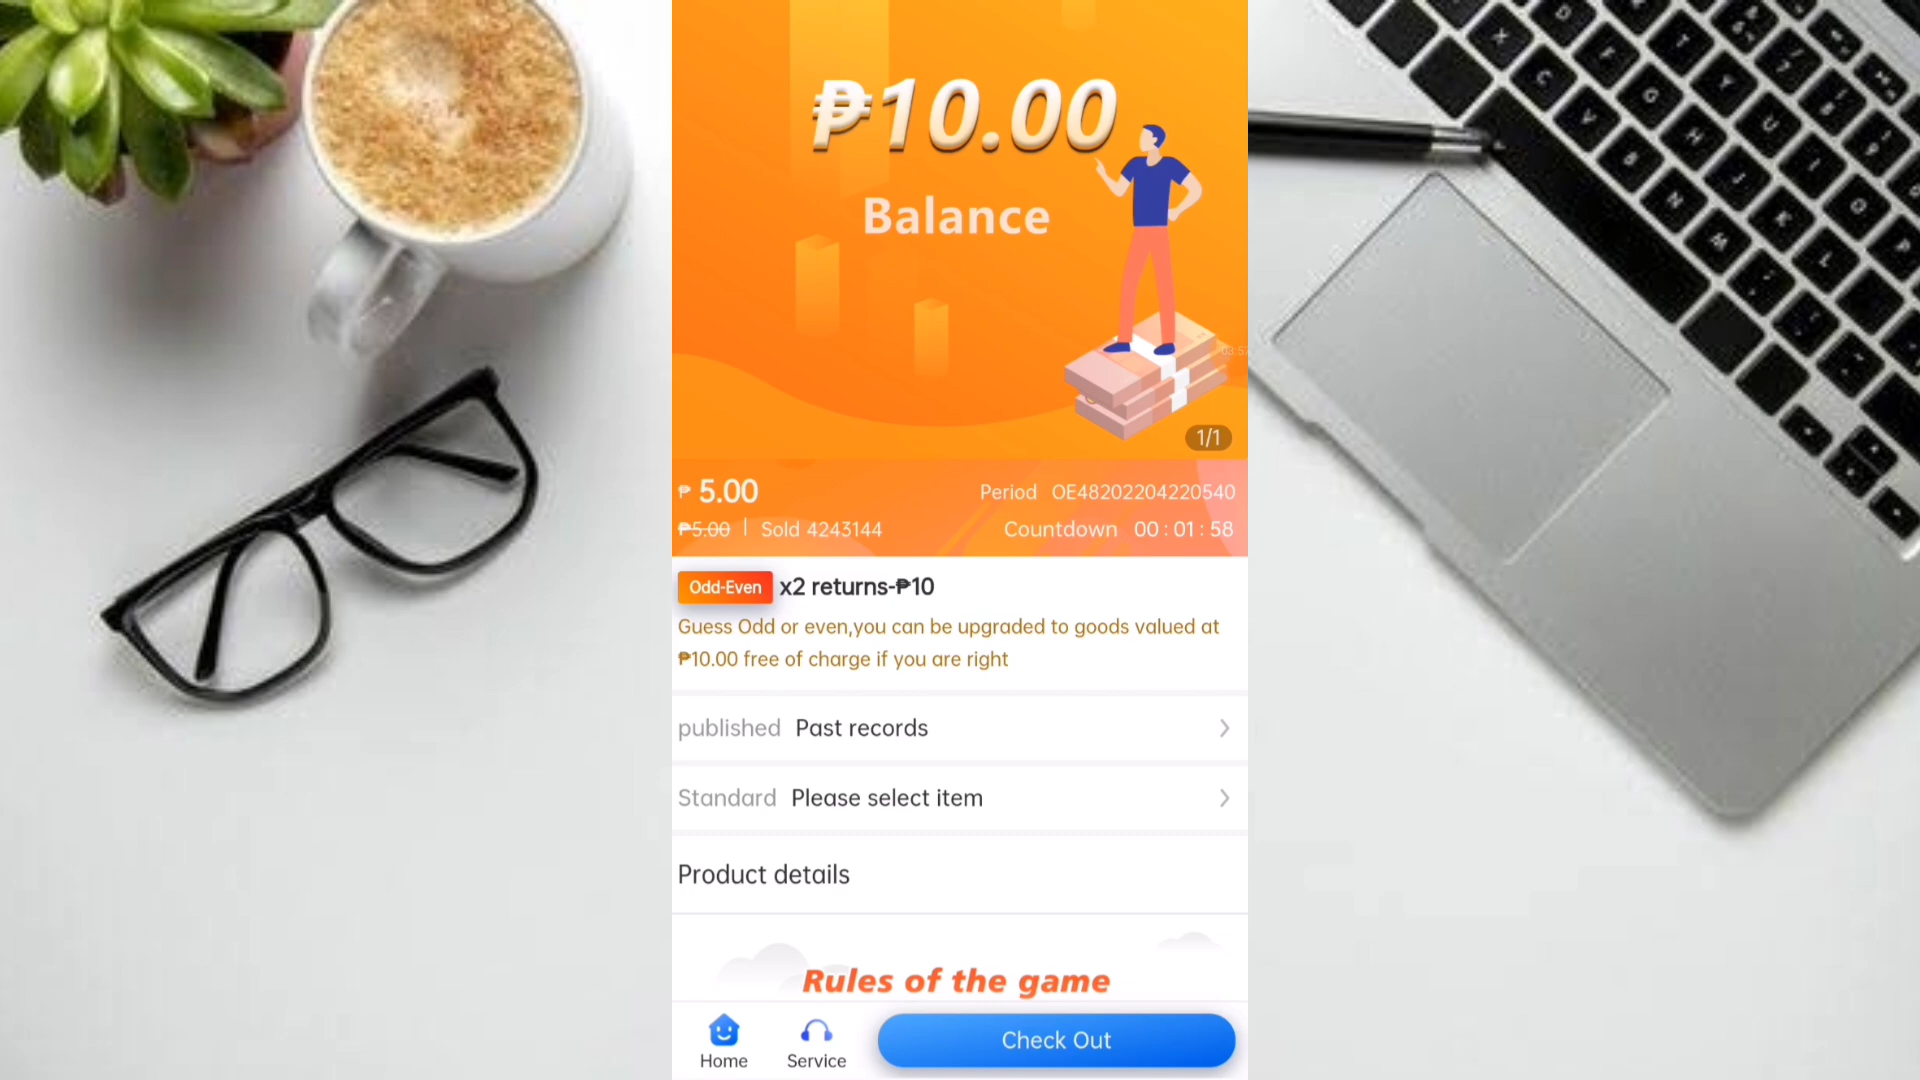 ₱10.00
Balance
03:57
1/1
₱ 5.00
Period OE48202204220540
₱5.00 | Sold 4243144
Countdown 00 : 01 : 58
Odd-Even x2 returns-₱10
Guess Odd or even,you can be upgraded to goods valued at
₱10.00 free of charge if you are right
published Past records
Standard Please select item
Product details
Rules of the game
Home
Service
Check Out